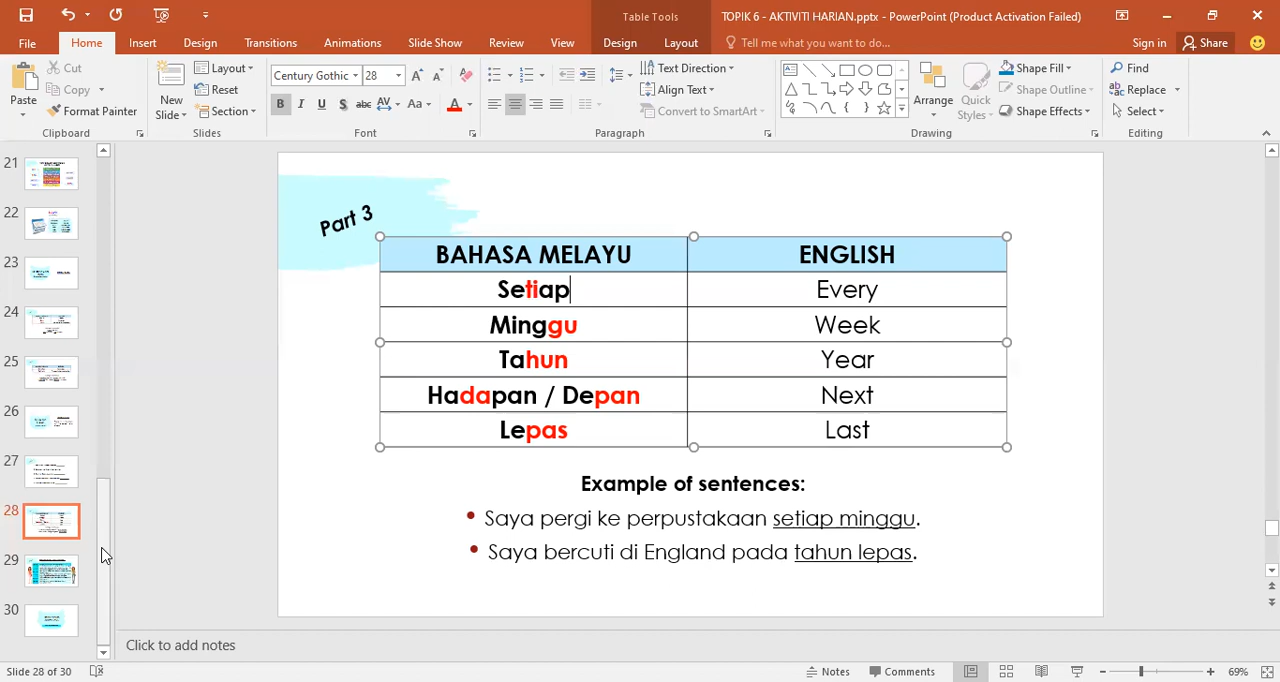 TOPIK 6 - AKTIVITI HARIAN.pptx - PowerPoint (Product Activation Failed)
Table Tools
File Home Insert Design Transitions Animations Slide Show Review View Design Layout Tell me what you want to do... Sign in Share
Paste Cut Copy Format Painter Clipboard
New Slide Layout Reset Section Slides
Century Gothic 28 B I U S abc AV Aa A Font
Text Direction Align Text Convert to SmartArt Paragraph
Arrange Quick Styles Shape Fill Shape Outline Shape Effects Drawing
Find Replace Select Editing
21
22
23
24
25
26
27
28
29
30
Part 3
BAHASA MELAYU ENGLISH
Setiap Every
Minggu Week
Tahun Year
Hadapan / Depan Next
Lepas Last
Example of sentences:
• Saya pergi ke perpustakaan setiap minggu.
• Saya bercuti di England pada tahun lepas.
Click to add notes
Slide 28 of 30 Notes Comments 69%